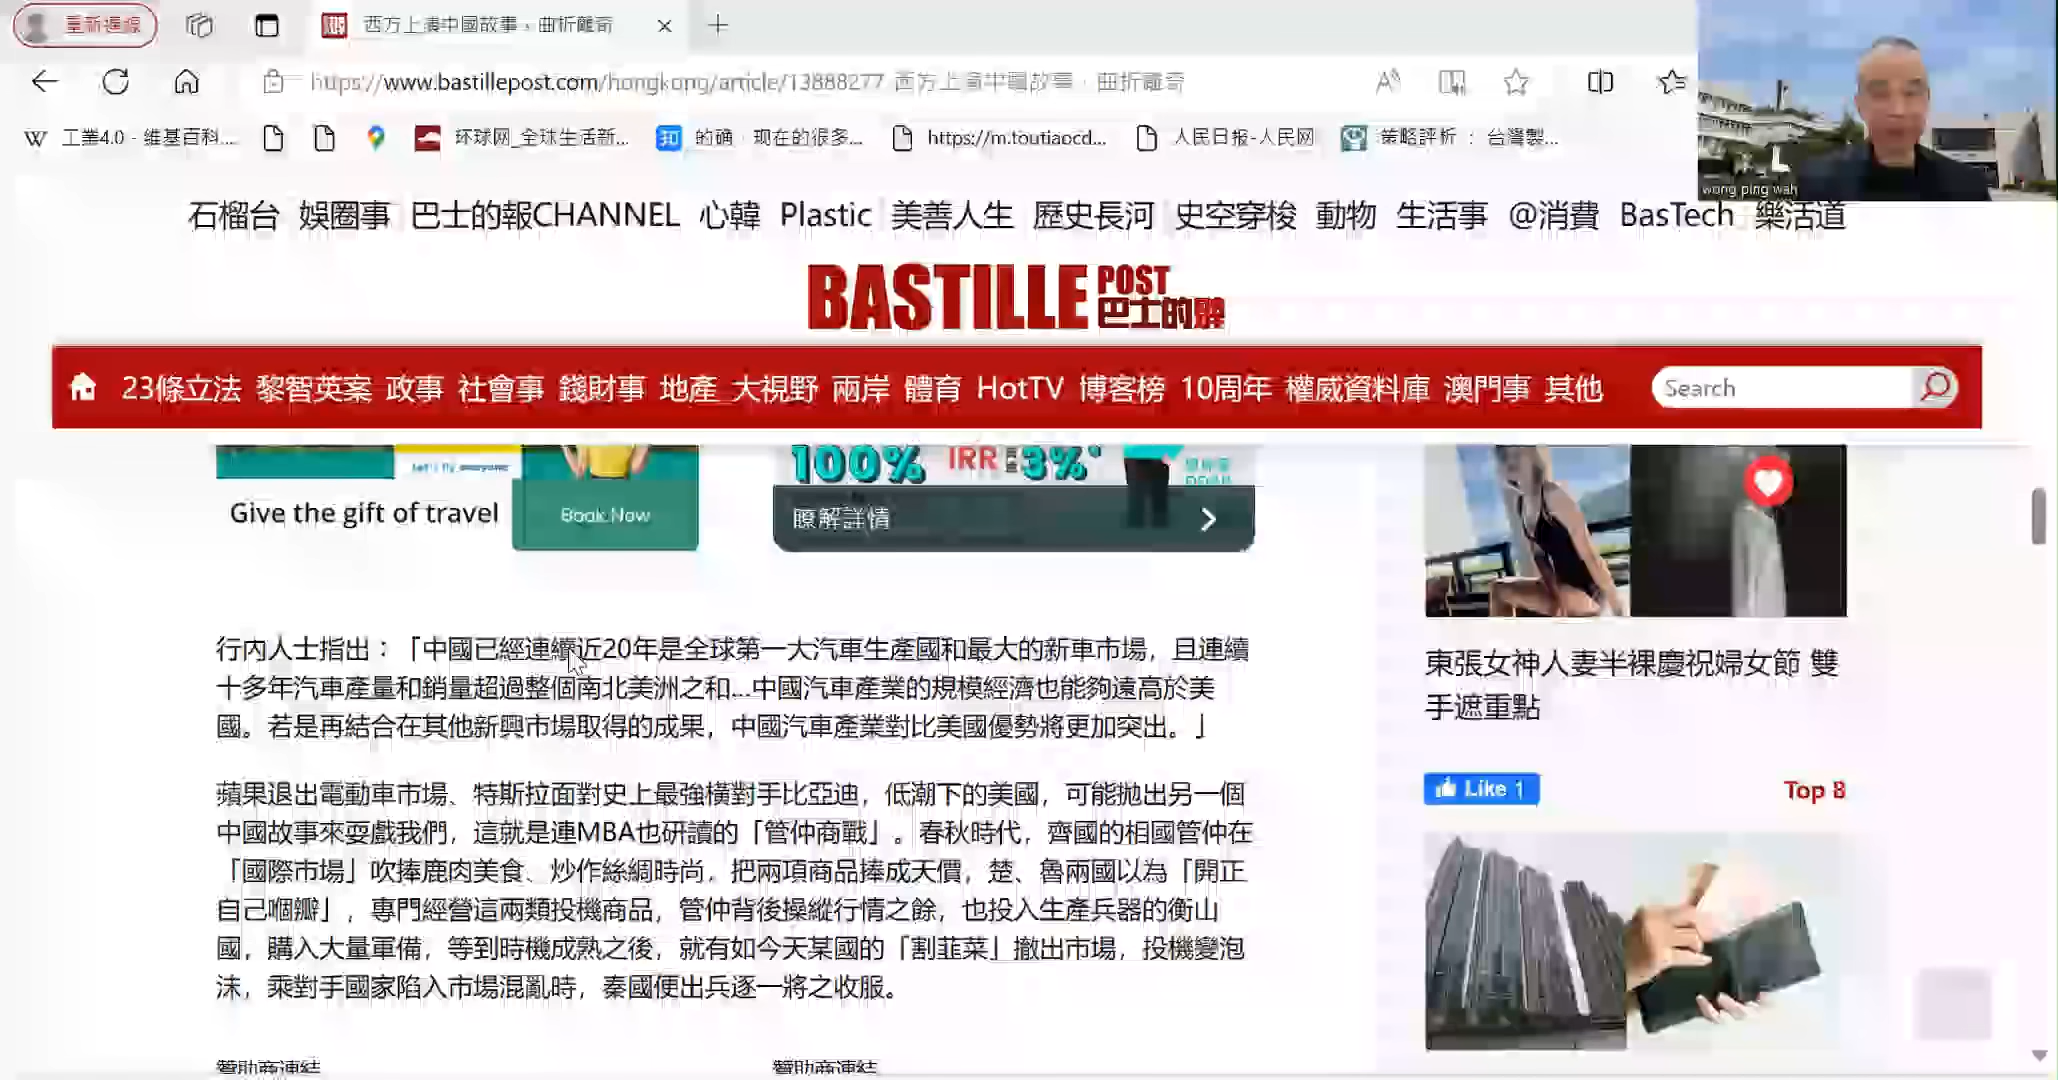 重新連線
西方上演中國故事，曲折離奇
https://www.bastillepost.com/hongkong/article/13888277-西方上演中國故事，曲折離奇
工業4.0 - 維基百科....
环球网_全球生活新...
知 的确，现在的很多...
https://m.toutiaocd...
人民日报-人民网
策略評析 : 台灣製...
wong ping wah
石榴台 娛圈事 巴士的報CHANNEL 心韓 Plastic 美善人生 歷史長河 史空穿梭 動物 生活事 @消費 BasTech 樂活道
BASTILLE POST
巴士的報
23條立法 黎智英案 政事 社會事 錢財事 地產 大視野 兩岸 體育 HotTV 博客榜 10周年 權威資料庫 澳門事 其他 Search
Let's fly everyone
Give the gift of travel
Book Now
100% IRR 3%*
瞭解詳情
行內人士指出：「中國已經連續近20年是全球第一大汽車生產國和最大的新車市場，且連續
十多年汽車產量和銷量超過整個南北美洲之和...中國汽車產業的規模經濟也能夠遠高於美
國。若是再結合在其他新興市場取得的成果，中國汽車產業對比美國優勢將更加突出。」
蘋果退出電動車市場、特斯拉面對史上最強橫對手比亞迪，低潮下的美國，可能拋出另一個
中國故事來耍戲我們，這就是連MBA也研讀的「管仲商戰」。春秋時代，齊國的相國管仲在
「國際市場」吹捧鹿肉美食、炒作絲綢時尚，把兩項商品捧成天價，楚、魯兩國以為「開正
自己嗰瓣」，專門經營這兩類投機商品，管仲背後操縱行情之餘，也投入生產兵器的衡山
國，購入大量軍備，等到時機成熟之後，就有如今天某國的「割韮菜」撤出市場，投機變泡
沫，乘對手國家陷入市場混亂時，秦國便出兵逐一將之收服。
贊助商連結
贊助商連結
東張女神人妻半裸慶祝婦女節 雙
手遮重點
Like 1
Top 8